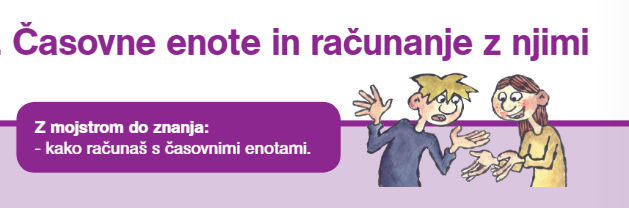 . Časovne enote in računanje z njimi
Z mojstrom do znanja:
- kako računaš s časovnimi enotami.